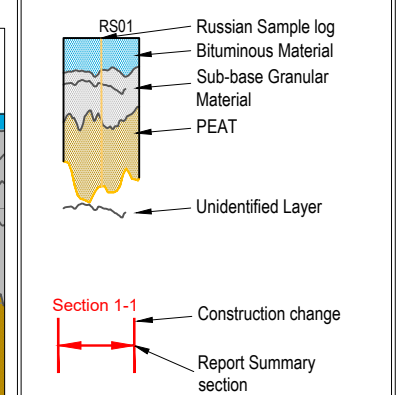 RS01
Russian Sample log
Bituminous Material
Sub-base Granular
Material
PEAT
Unidentified Layer
Section 1-1
Construction change
Report Summary
section